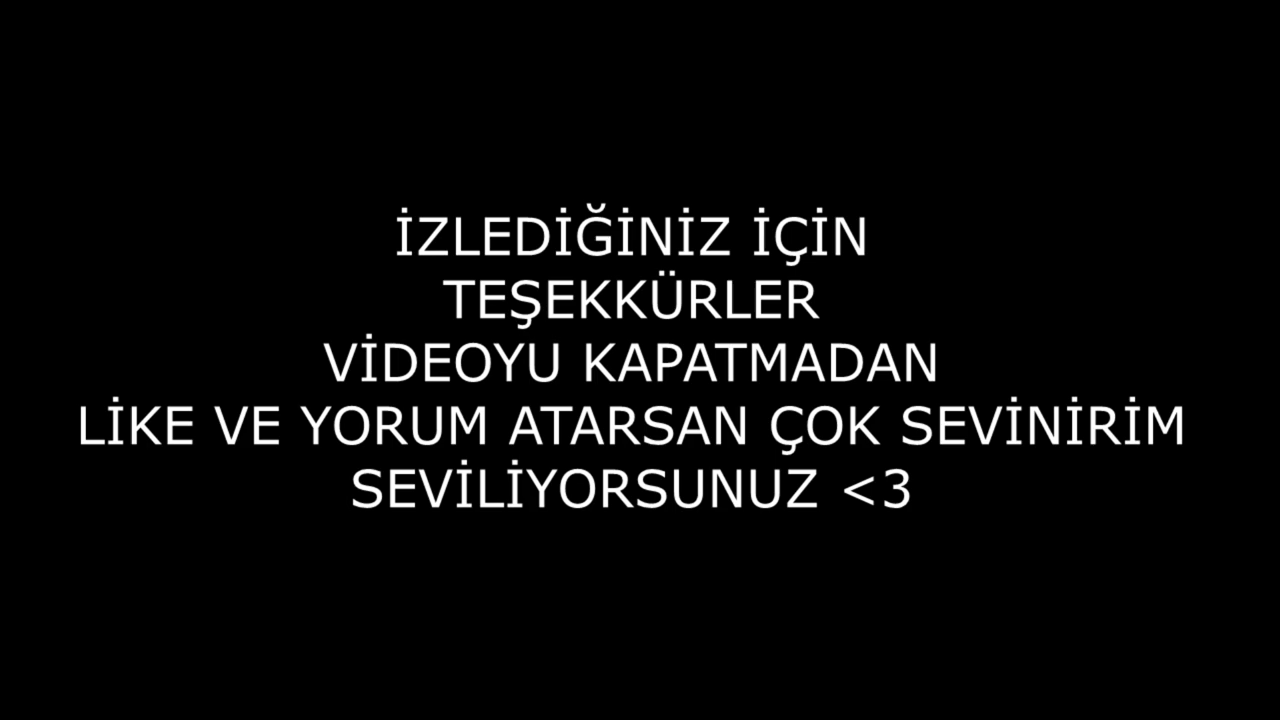 İZLEDİĞİNİZ İÇİN
TEŞEKKÜRLER
VİDEOYU KAPATMADAN
LİKE VE YORUM ATARSAN ÇOK SEVİNİRİM
SEVİLİYORSUNUZ <3